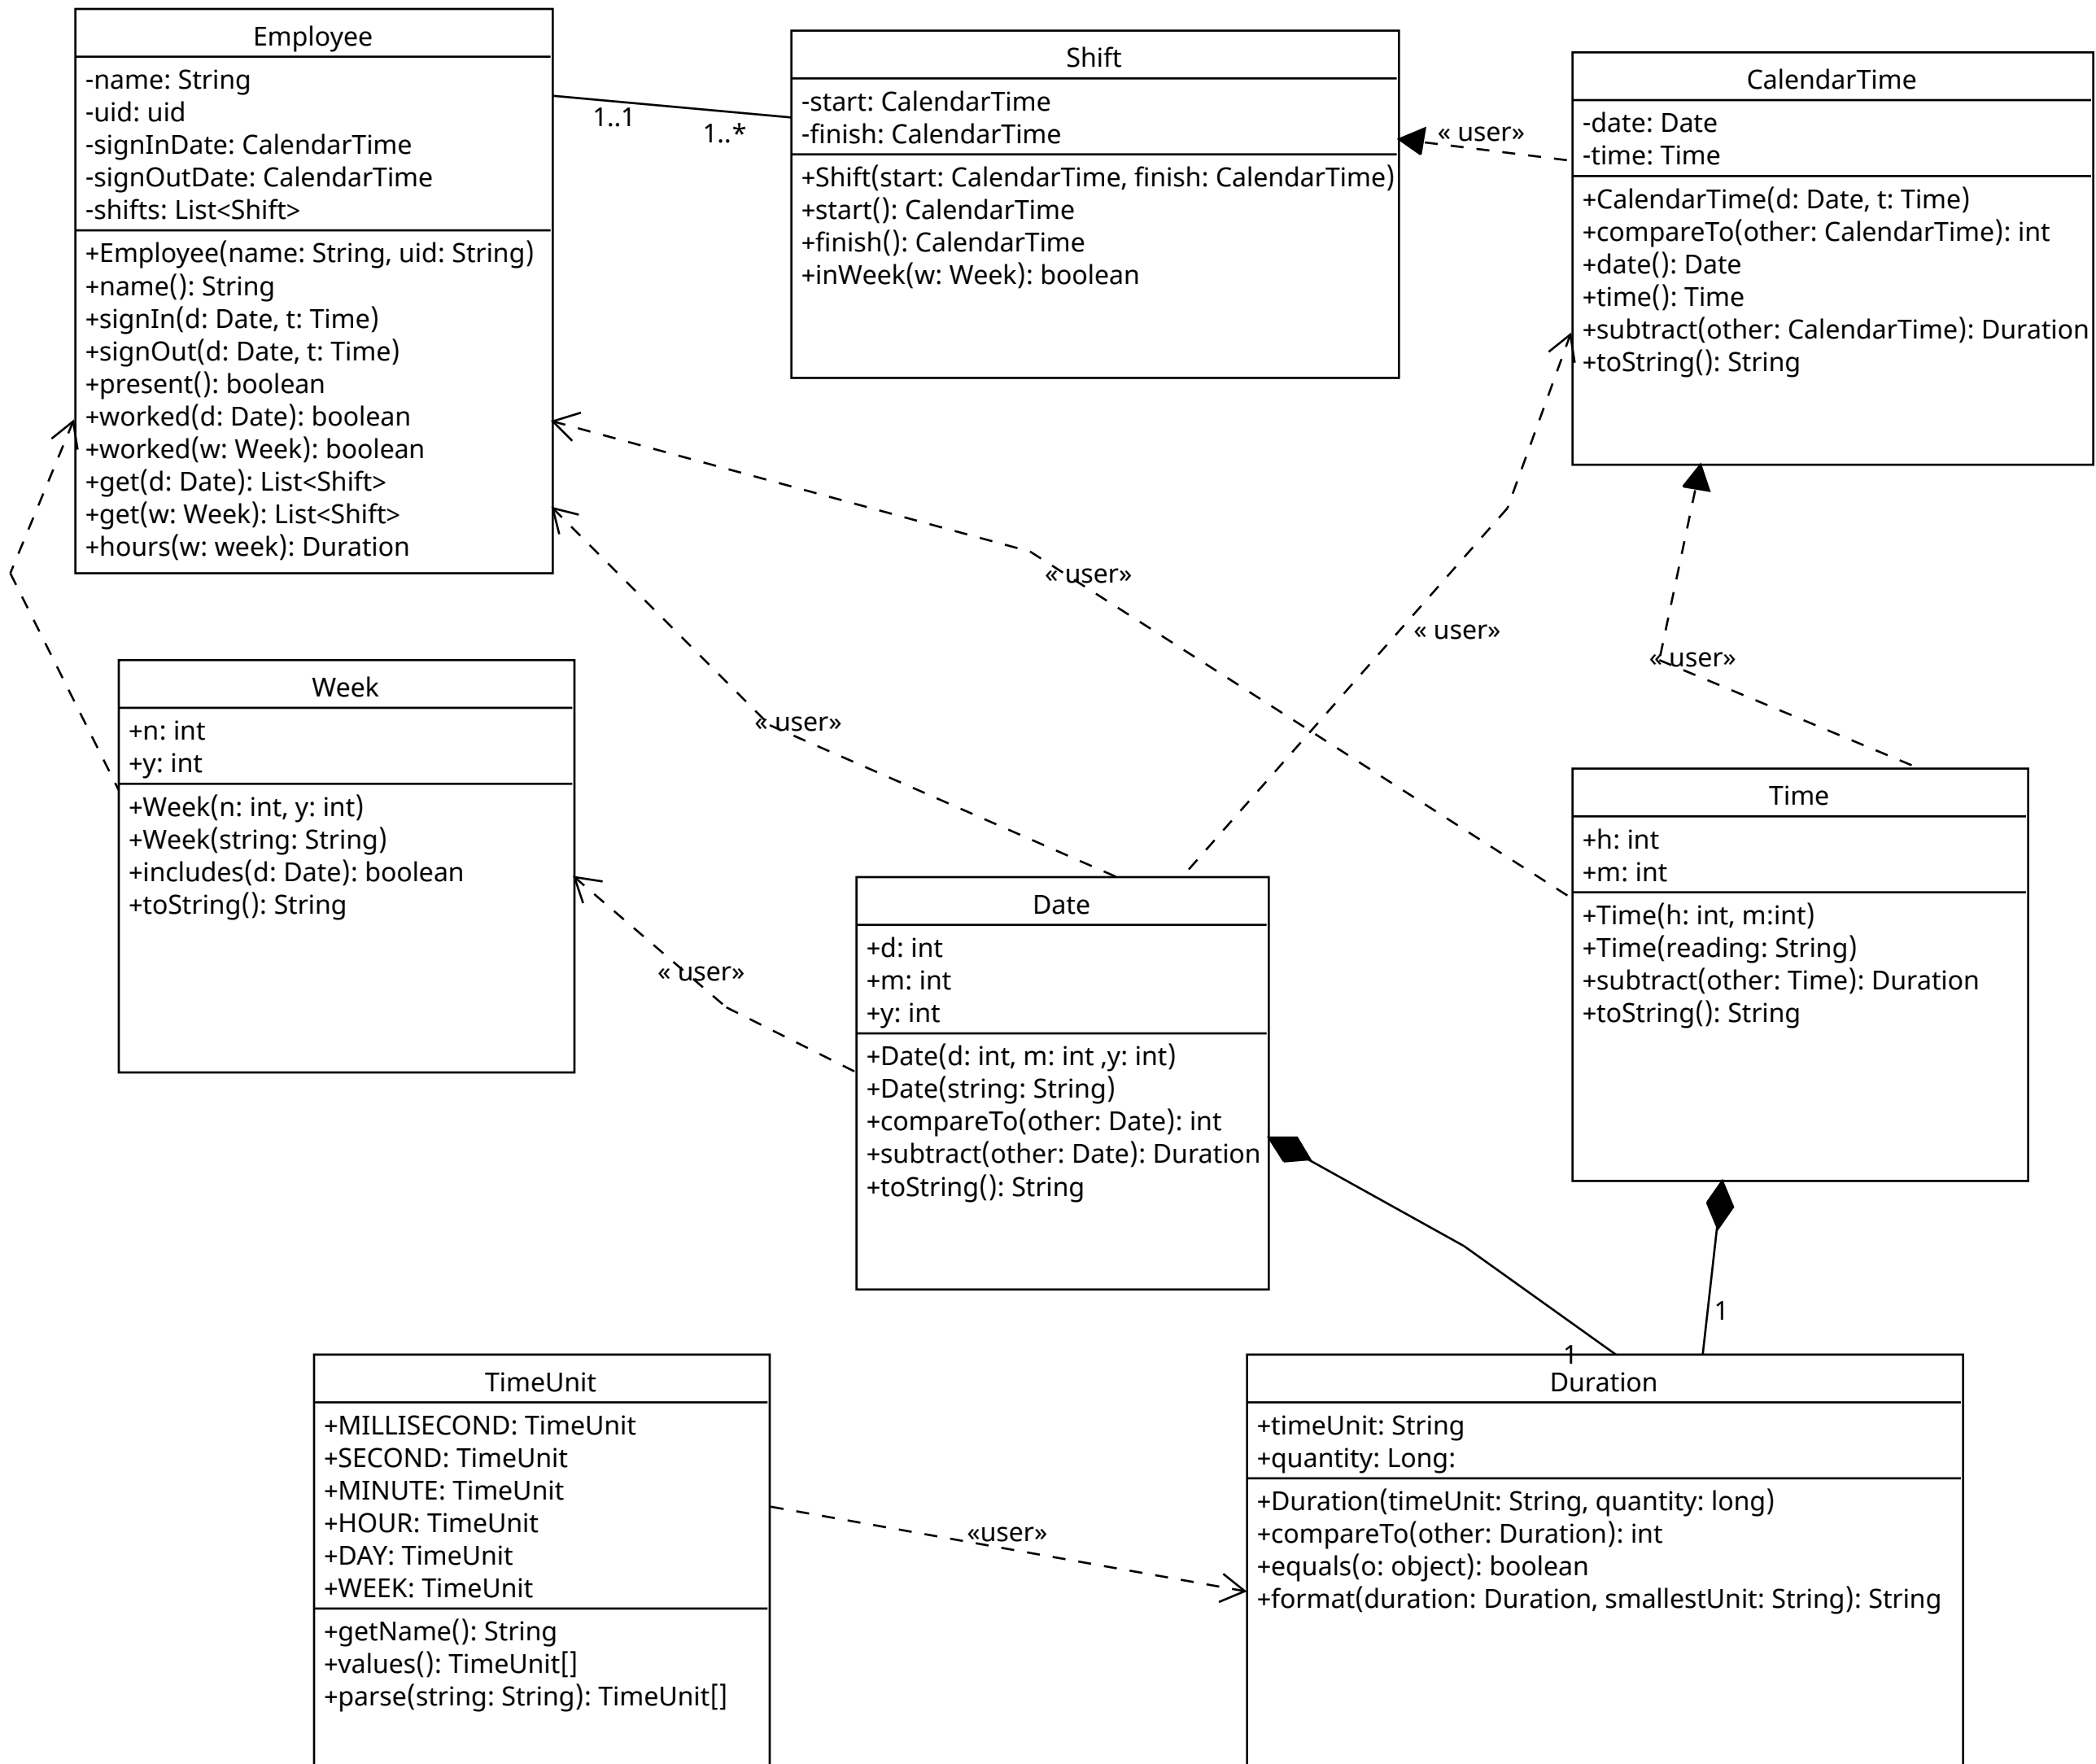 Employee
-name: String
-uid: uid
-signInDate: CalendarTime
-signOutDate: CalendarTime
-shifts: List<Shift>
+Employee(name: String, uid: String)
+name(): String
+signIn(d: Date, t: Time)
+signOut(d: Date, t: Time)
+present(): boolean
+worked(d: Date): boolean
+worked(w: Week): boolean
+get(d: Date): List<Shift>
+get(w: Week): List<Shift>
+hours(w: week): Duration
1..1
1..*
Shift
-start: CalendarTime
-finish: CalendarTime
+Shift(start: CalendarTime, finish: CalendarTime)
+start(): CalendarTime
+finish(): CalendarTime
+inWeek(w: Week): boolean
« user»
CalendarTime
-date: Date
-time: Time
+CalendarTime(d: Date, t: Time)
+compareTo(other: CalendarTime): int
+date(): Date
+time(): Time
+subtract(other: CalendarTime): Duration
+toString(): String
« user»
« user»
« user»
« user»
Week
+n: int
+y: int
+Week(n: int, y: int)
+Week(string: String)
+includes(d: Date): boolean
+toString(): String
« user»
Date
+d: int
+m: int
+y: int
+Date(d: int, m: int ,y: int)
+Date(string: String)
+compareTo(other: Date): int
+subtract(other: Date): Duration
+toString(): String
Time
+h: int
+m: int
+Time(h: int, m:int)
+Time(reading: String)
+subtract(other: Time): Duration
+toString(): String
1
1
TimeUnit
+MILLISECOND: TimeUnit
+SECOND: TimeUnit
+MINUTE: TimeUnit
+HOUR: TimeUnit
+DAY: TimeUnit
+WEEK: TimeUnit
+getName(): String
+values(): TimeUnit[]
+parse(string: String): TimeUnit[]
«user»
Duration
+timeUnit: String
+quantity: Long:
+Duration(timeUnit: String, quantity: long)
+compareTo(other: Duration): int
+equals(o: object): boolean
+format(duration: Duration, smallestUnit: String): String